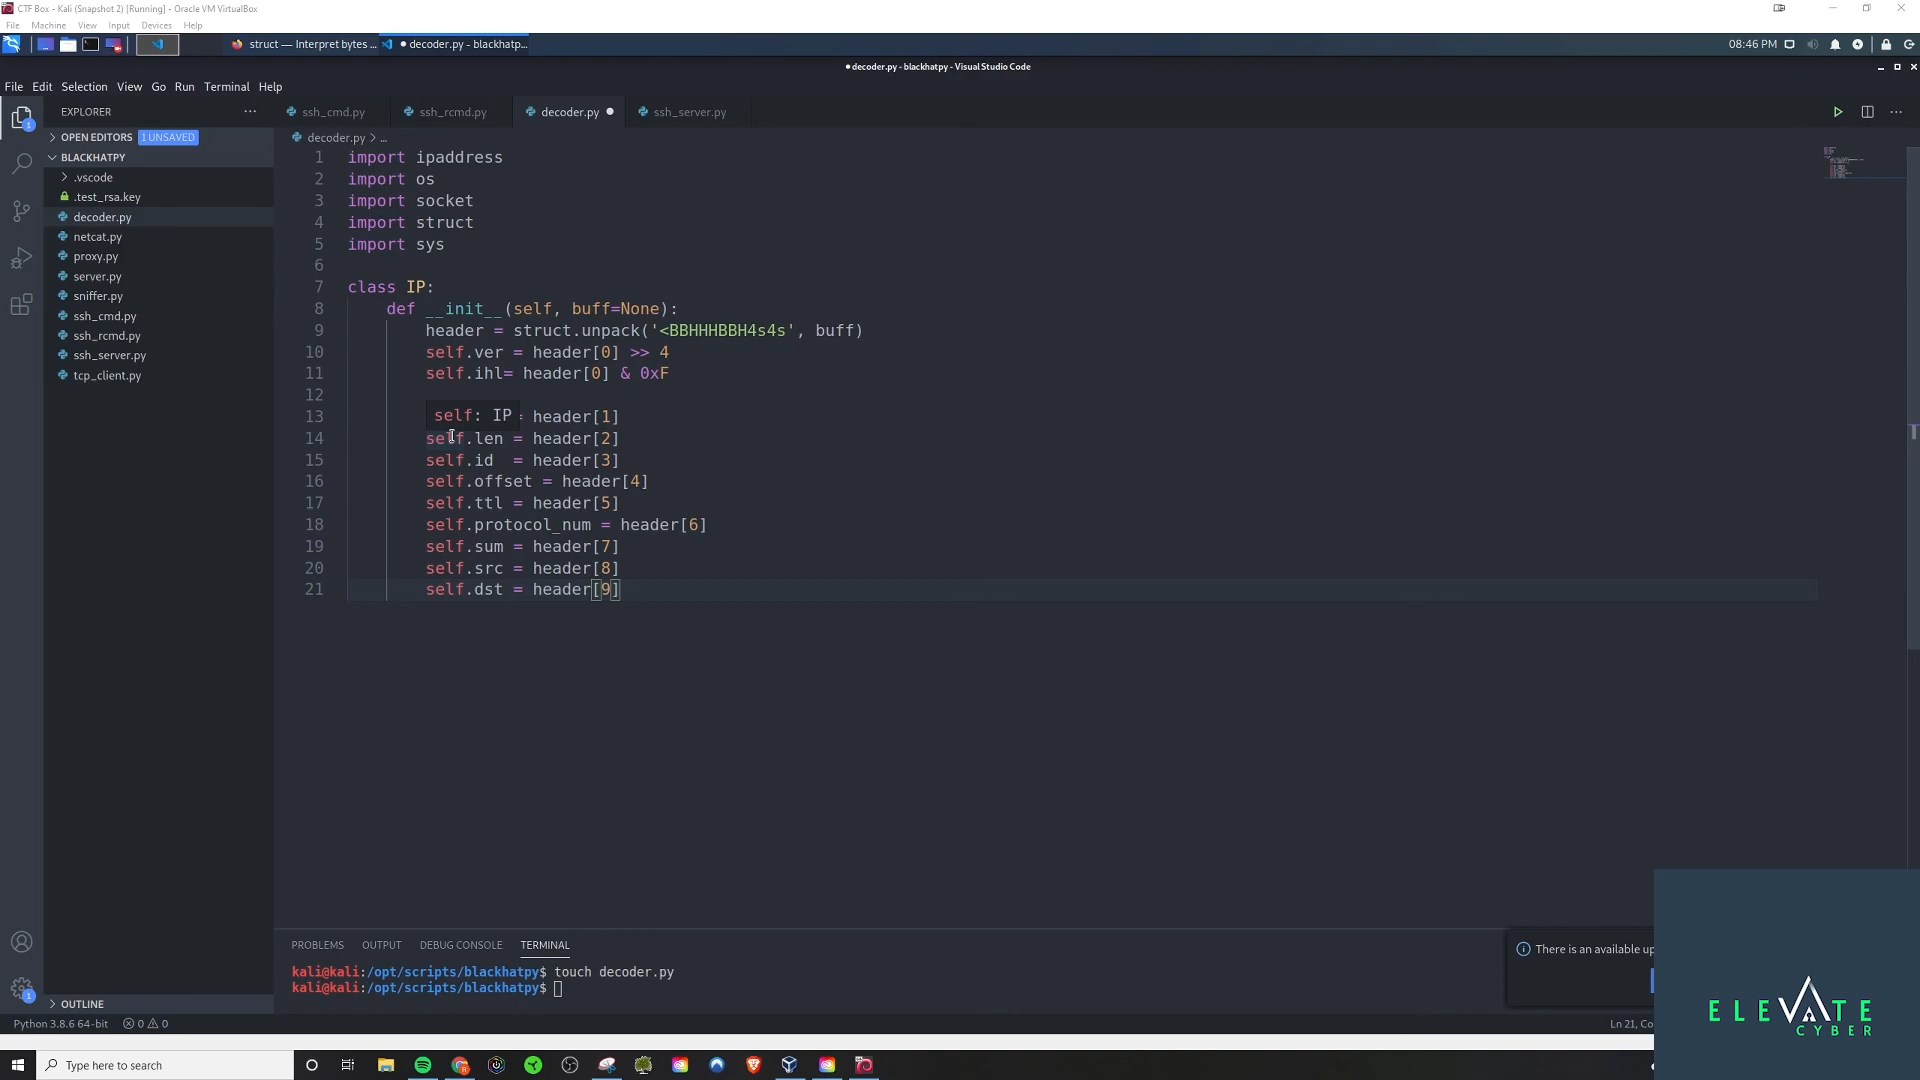 CTF Box - Kali (Snapshot 2) [Running] - Oracle VM VirtualBox
File Machine View Input Devices Help
struct — Interpret bytes ...
decoder.py - blackhatp...
08:46 PM
decoder.py - blackhatpy - Visual Studio Code
File Edit Selection View Go Run Terminal Help
EXPLORER
ssh_cmd.py
ssh_rcmd.py
decoder.py
ssh_server.py
OPEN EDITORS 1 UNSAVED
decoder.py > ...
BLACKHATPY
.vscode
.test_rsa.key
decoder.py
netcat.py
proxy.py
server.py
sniffer.py
ssh_cmd.py
ssh_rcmd.py
ssh_server.py
tcp_client.py
1 import ipaddress
2 import os
3 import socket
4 import struct
5 import sys
6
7 class IP:
8 def __init__(self, buff=None):
9 header = struct.unpack('<BBHHHBBH4s4s', buff)
10 self.ver = header[0] >> 4
11 self.ihl= header[0] & 0xF
12
self: IP
13 = header[1]
14 self.len = header[2]
15 self.id  = header[3]
16 self.offset = header[4]
17 self.ttl = header[5]
18 self.protocol_num = header[6]
19 self.sum = header[7]
20 self.src = header[8]
21 self.dst = header[9]
PROBLEMS OUTPUT DEBUG CONSOLE TERMINAL
kali@kali:/opt/scripts/blackhatpy$ touch decoder.py
kali@kali:/opt/scripts/blackhatpy$
There is an available up
OUTLINE
Python 3.8.6 64-bit 0 0
Ln 21, Co
ELEVATE
CYBER
Type here to search